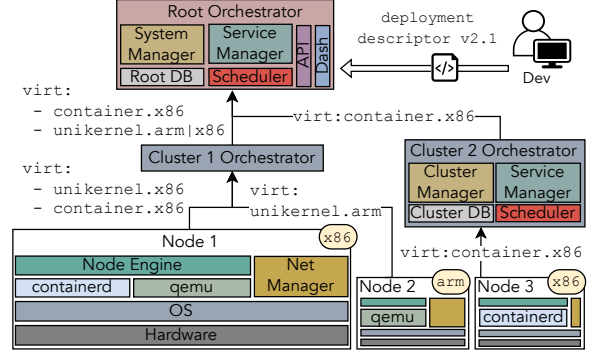 Root Orchestrator
System Manager
Service Manager
API
Dash
Root DB
Scheduler
deployment
descriptor v2.1
</>
Dev
virt:
- container.x86
- unikernel.arm|x86
virt:container.x86
Cluster 1 Orchestrator
Cluster 2 Orchestrator
Cluster Manager
Service Manager
Cluster DB
Scheduler
virt:
- unikernel.x86
- container.x86
virt:
unikernel.arm
virt:container.x86
Node 1
x86
Node Engine
Net Manager
containerd
qemu
OS
Hardware
Node 2
arm
qemu
Node 3
x86
containerd